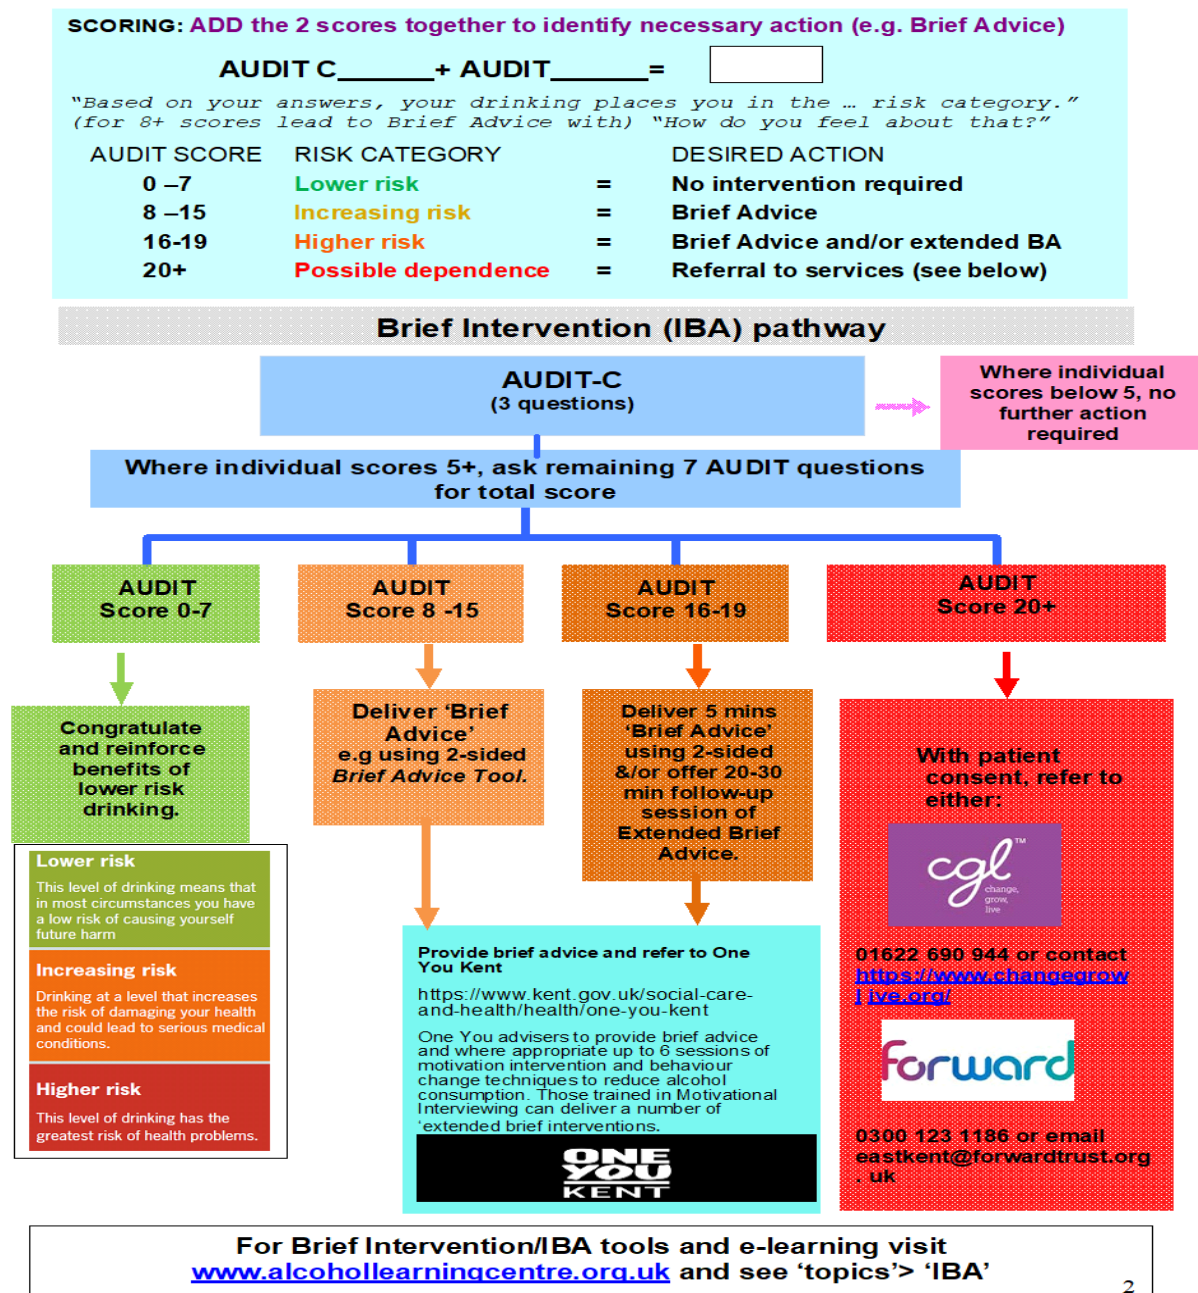 SCORING: ADD the 2 scores together to identify necessary action (e.g. Brief Advice)
AUDIT C______+ AUDIT______=
“Based on your answers, your drinking places you in the … risk category.”
(for 8+ scores lead to Brief Advice with) “How do you feel about that?”
AUDIT SCORE RISK CATEGORY DESIRED ACTION
0 –7 Lower risk = No intervention required
8 –15 Increasing risk = Brief Advice
16-19 Higher risk = Brief Advice and/or extended BA
20+ Possible dependence = Referral to services (see below)
Brief Intervention (IBA) pathway
AUDIT-C
(3 questions)
Where individual
scores below 5, no
further action
required
Where individual scores 5+, ask remaining 7 AUDIT questions
for total score
AUDIT
Score 0-7
AUDIT
Score 8 -15
AUDIT
Score 16-19
AUDIT
Score 20+
Congratulate
and reinforce
benefits of
lower risk
drinking.
Deliver ‘Brief
Advice’
e.g using 2-sided
Brief Advice Tool.
Deliver 5 mins
‘Brief Advice’
using 2-sided
&/or offer 20-30
min follow-up
session of
Extended Brief
Advice.
With patient
consent, refer to
either:
cgl™
change,
grow,
live
01622 690 944 or contact
https://www.changegrow
l ive.org/
forward
0300 123 1186 or email
eastkent@forwardtrust.org
. uk
Lower risk
This level of drinking means that
in most circumstances you have
a low risk of causing yourself
future harm
Increasing risk
Drinking at a level that increases
the risk of damaging your health
and could lead to serious medical
conditions.
Higher risk
This level of drinking has the
greatest risk of health problems.
Provide brief advice and refer to One
You Kent
https://www.kent.gov.uk/social-care-
and-health/health/one-you-kent
One You advisers to provide brief advice
and where appropriate up to 6 sessions of
motivation intervention and behaviour
change techniques to reduce alcohol
consumption. Those trained in Motivational
Interviewing can deliver a number of
‘extended brief interventions.
ONE
YOU
KENT
For Brief Intervention/IBA tools and e-learning visit
www.alcohollearningcentre.org.uk and see ‘topics’> ‘IBA’
2